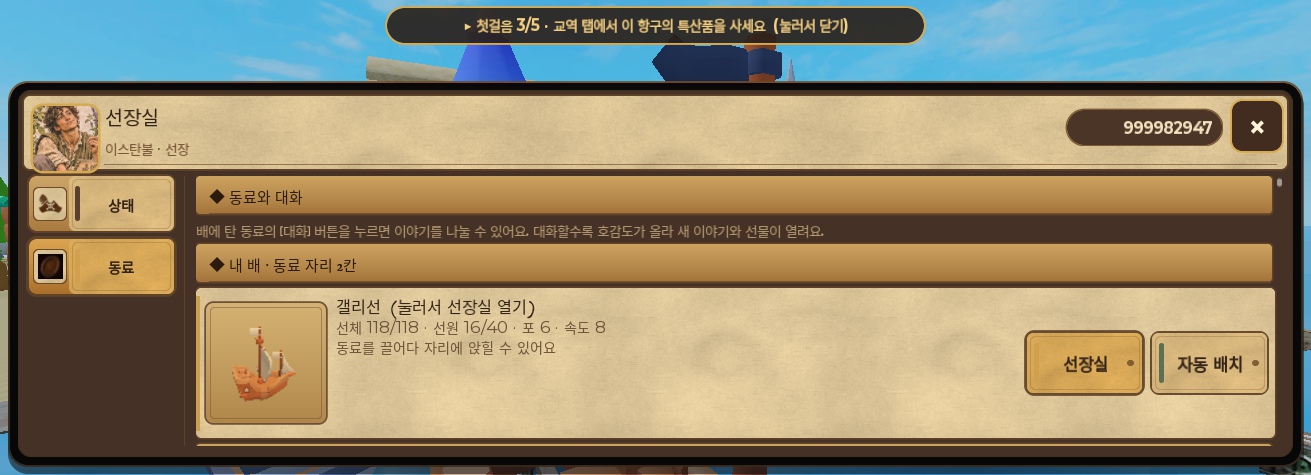 ▸ 첫걸음 3/5 · 교역 탭에서 이 항구의 특산품을 사세요 (눌러서 닫기)
선장실
이스탄불 · 선장
999982947
×
상태
동료
◆ 동료와 대화
배에 탄 동료의 [대화] 버튼을 누르면 이야기를 나눌 수 있어요. 대화할수록 호감도가 올라 새 이야기와 선물이 열려요.
◆ 내 배 · 동료 자리 2칸
갤리선 (눌러서 선장실 열기)
선체 118/118 · 선원 16/40 · 포 6 · 속도 8
동료를 끌어다 자리에 앉힐 수 있어요
선장실
자동 배치